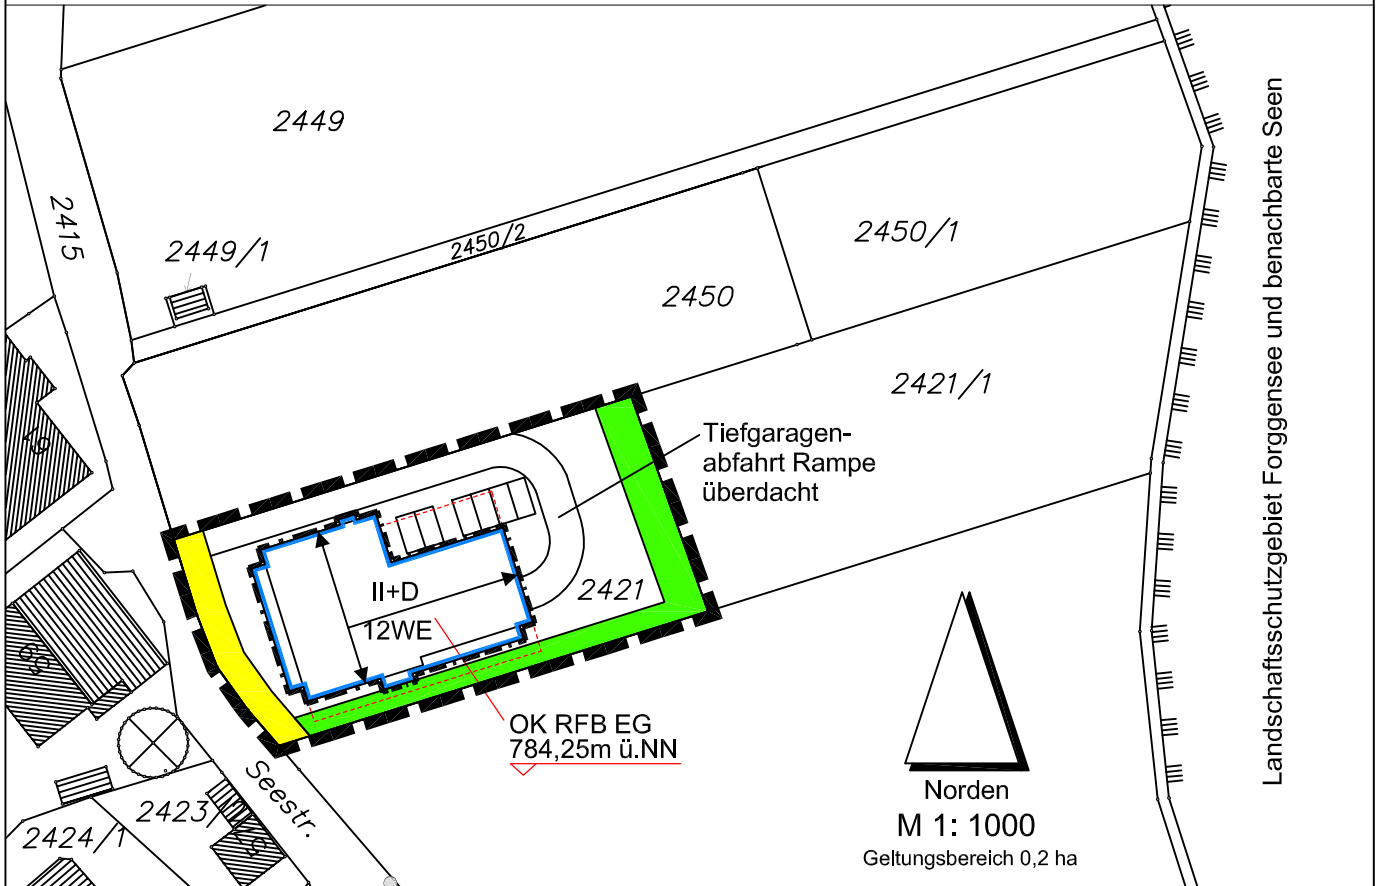 2449
2415
2449/1
2450/2
2450/1
2450
2421/1
Landschaftsschutzgebiet Forggensee und benachbarte Seen
Tiefgaragen-
abfahrt Rampe
überdacht
II+D
12WE
2421
OK RFB EG
784,25m ü.NN
Seestr.
2423/
2424/1
Norden
M 1: 1000
Geltungsbereich 0,2 ha